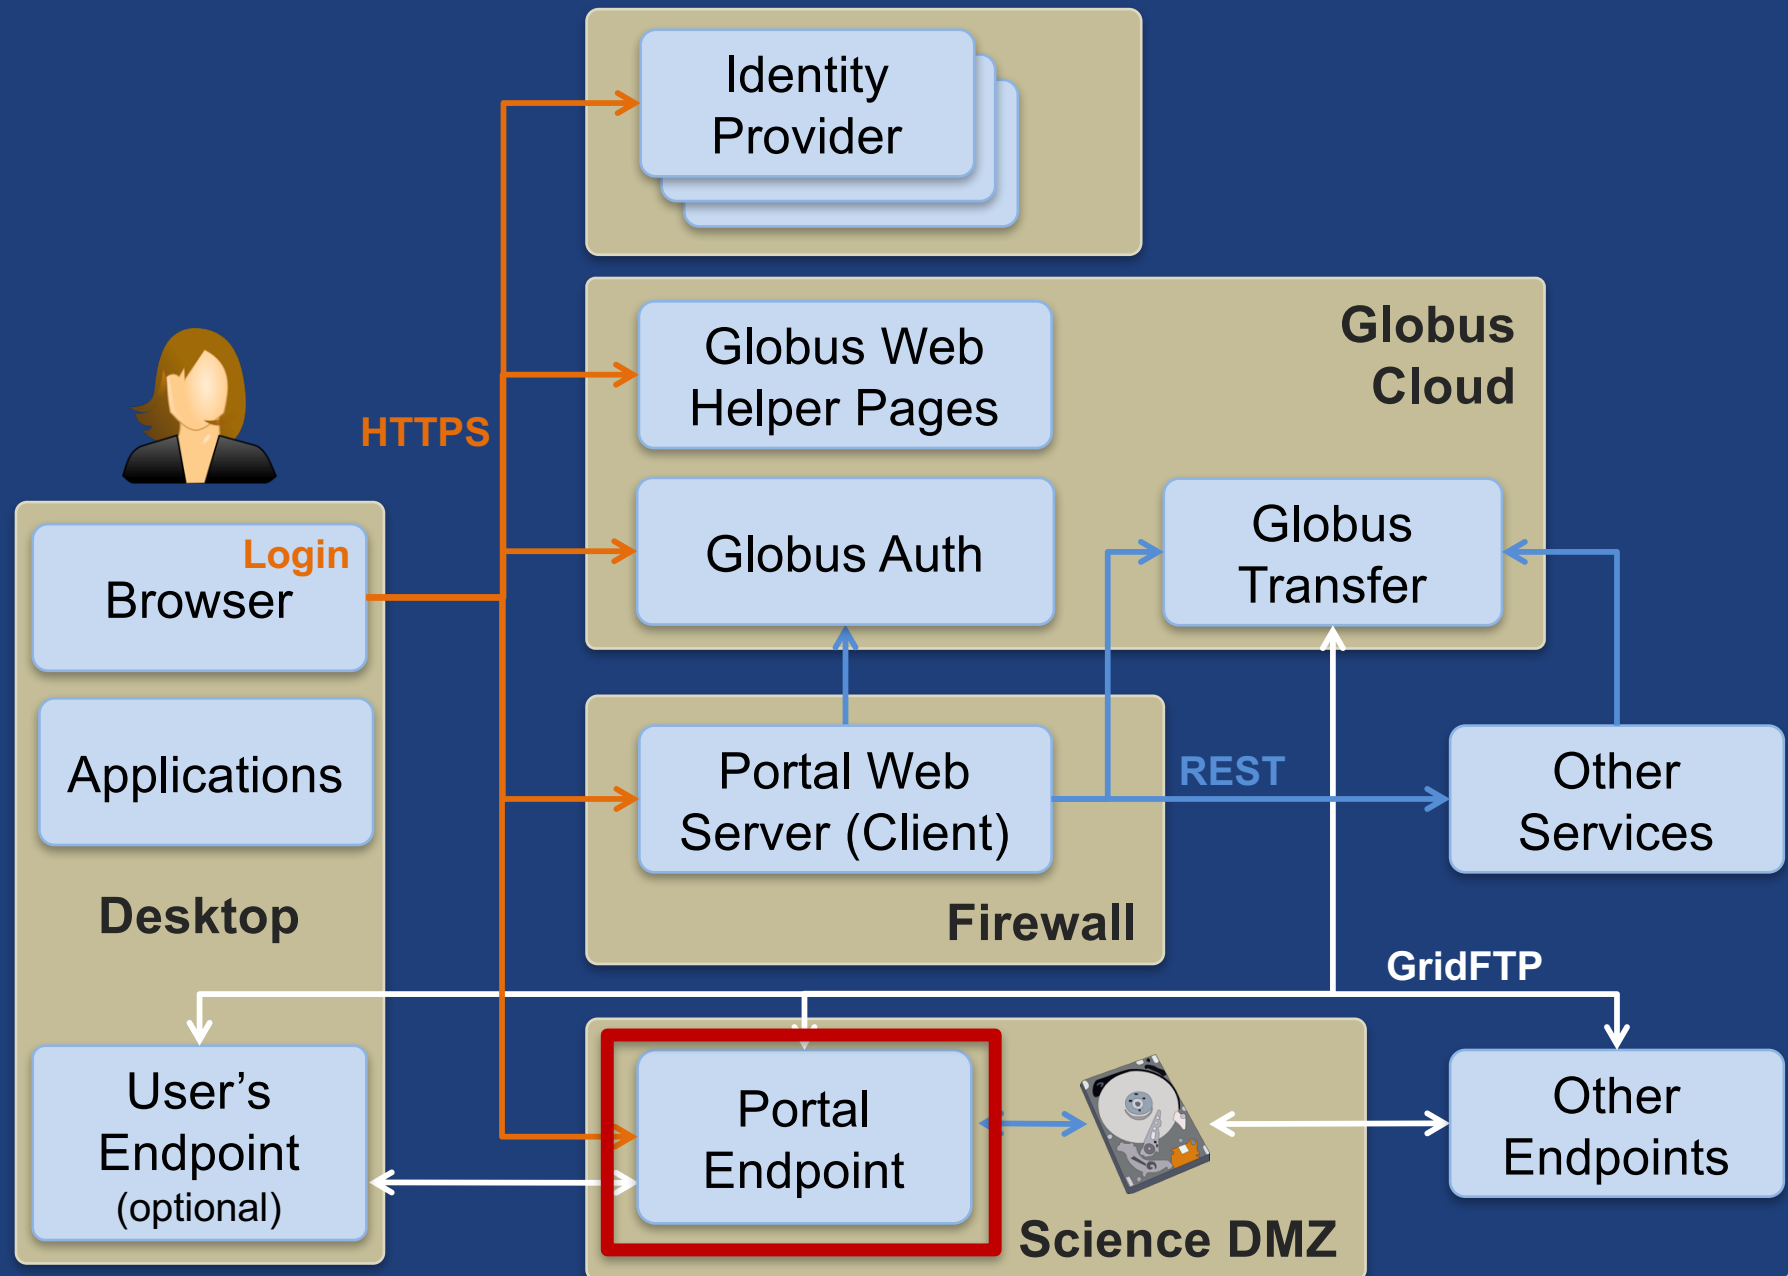 Identity
Provider
Globus Web
Helper Pages
Globus
Cloud
HTTPS
Login
Browser
Globus Auth
Globus
Transfer
Applications
Portal Web
Server (Client)
REST
Other
Services
Desktop
Firewall
GridFTP
User’s
Endpoint
(optional)
Portal
Endpoint
Other
Endpoints
Science DMZ